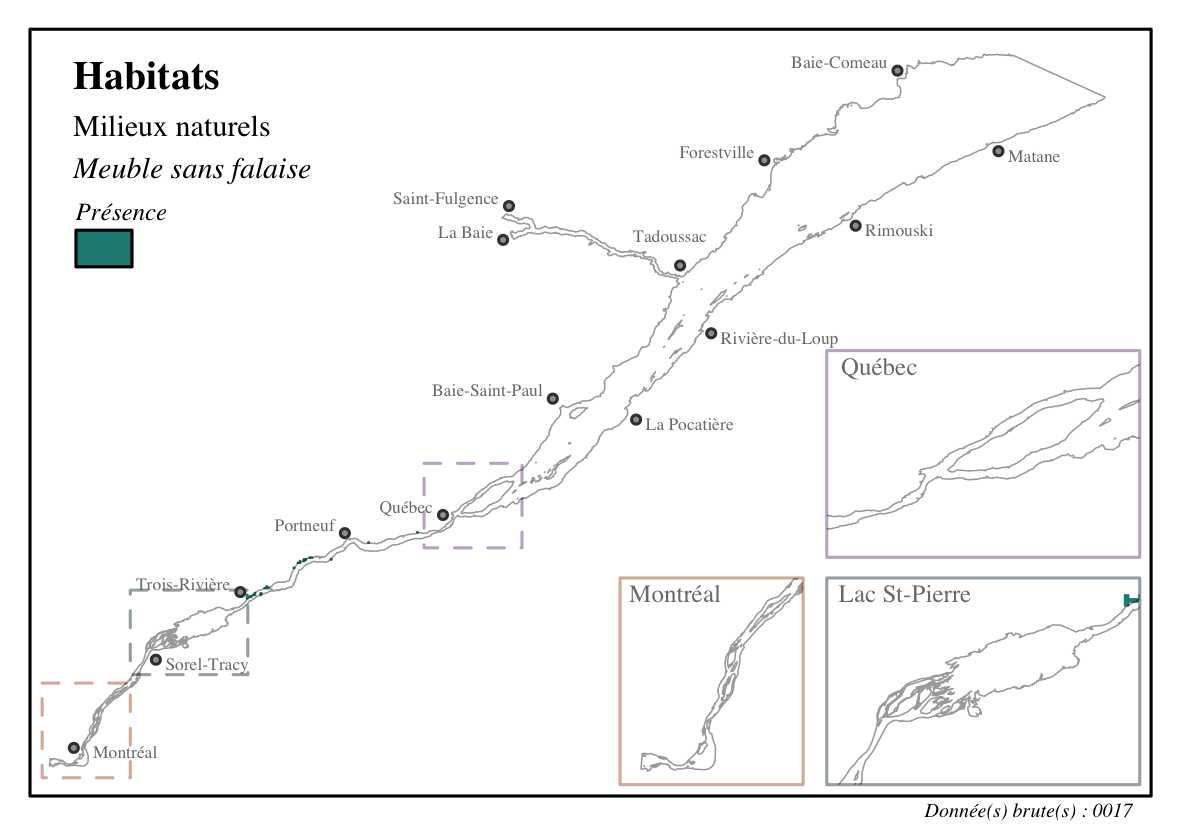 Habitats
Milieux naturels
Meuble sans falaise
Présence
Baie-Comeau
Forestville
Matane
Saint-Fulgence
La Baie
Tadoussac
Rimouski
Rivière-du-Loup
Baie-Saint-Paul
La Pocatière
Québec
Portneuf
Trois-Rivière
Sorel-Tracy
Montréal
Québec
Montréal
Lac St-Pierre
Donnée(s) brute(s) : 0017